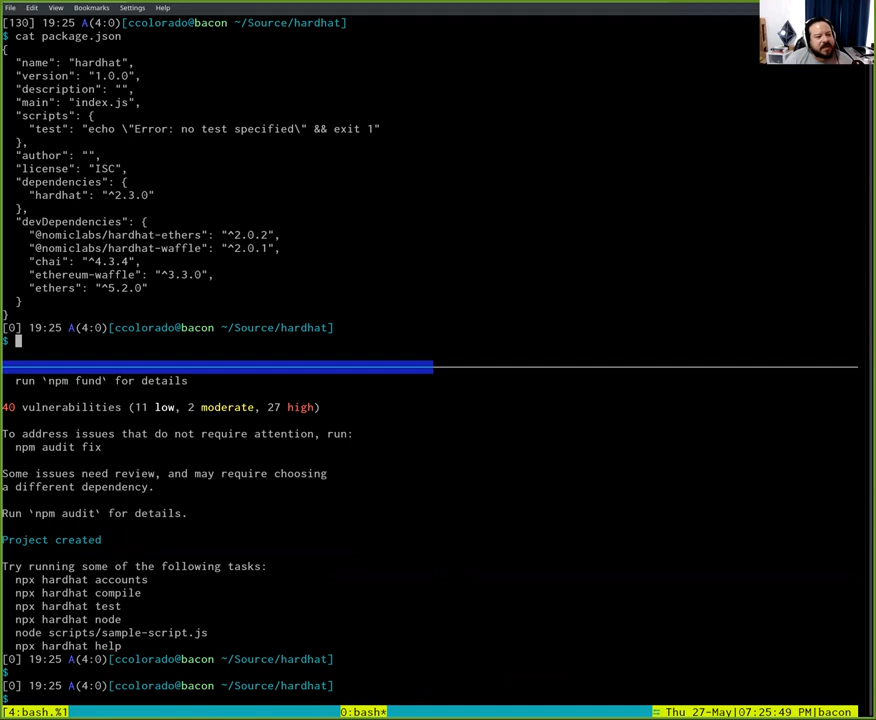 File Edit View Bookmarks Settings Help
[130] 19:25 A(4:0)[ccolorado@bacon ~/Source/hardhat]
$ cat package.json
{
"name": "hardhat",
"version": "1.0.0",
"description": "",
"main": "index.js",
"scripts": {
"test": "echo \"Error: no test specified\" && exit 1"
},
"author": "",
"license": "ISC",
"dependencies": {
"hardhat": "^2.3.0"
},
"devDependencies": {
"@nomiclabs/hardhat-ethers": "^2.0.2",
"@nomiclabs/hardhat-waffle": "^2.0.1",
"chai": "^4.3.4",
"ethereum-waffle": "^3.3.0",
"ethers": "^5.2.0"
}
}
[0] 19:25 A(4:0)[ccolorado@bacon ~/Source/hardhat]
$
run `npm fund` for details
40 vulnerabilities (11 low, 2 moderate, 27 high)
To address issues that do not require attention, run:
npm audit fix
Some issues need review, and may require choosing
a different dependency.
Run `npm audit` for details.
Project created
Try running some of the following tasks:
npx hardhat accounts
npx hardhat compile
npx hardhat test
npx hardhat node
node scripts/sample-script.js
npx hardhat help
[0] 19:25 A(4:0)[ccolorado@bacon ~/Source/hardhat]
$
[0] 19:25 A(4:0)[ccolorado@bacon ~/Source/hardhat]
$
[4:bash.%1 0:bash* = Thu 27-May|07:25:49 PM|bacon